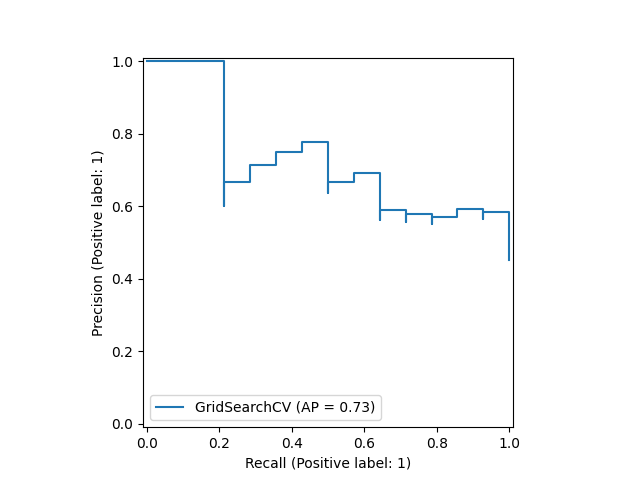 1.0
0.8
0.6
0.4
0.2
0.0
Precision (Positive label: 1)
GridSearchCV (AP = 0.73)
0.0 0.2 0.4 0.6 0.8 1.0
Recall (Positive label: 1)